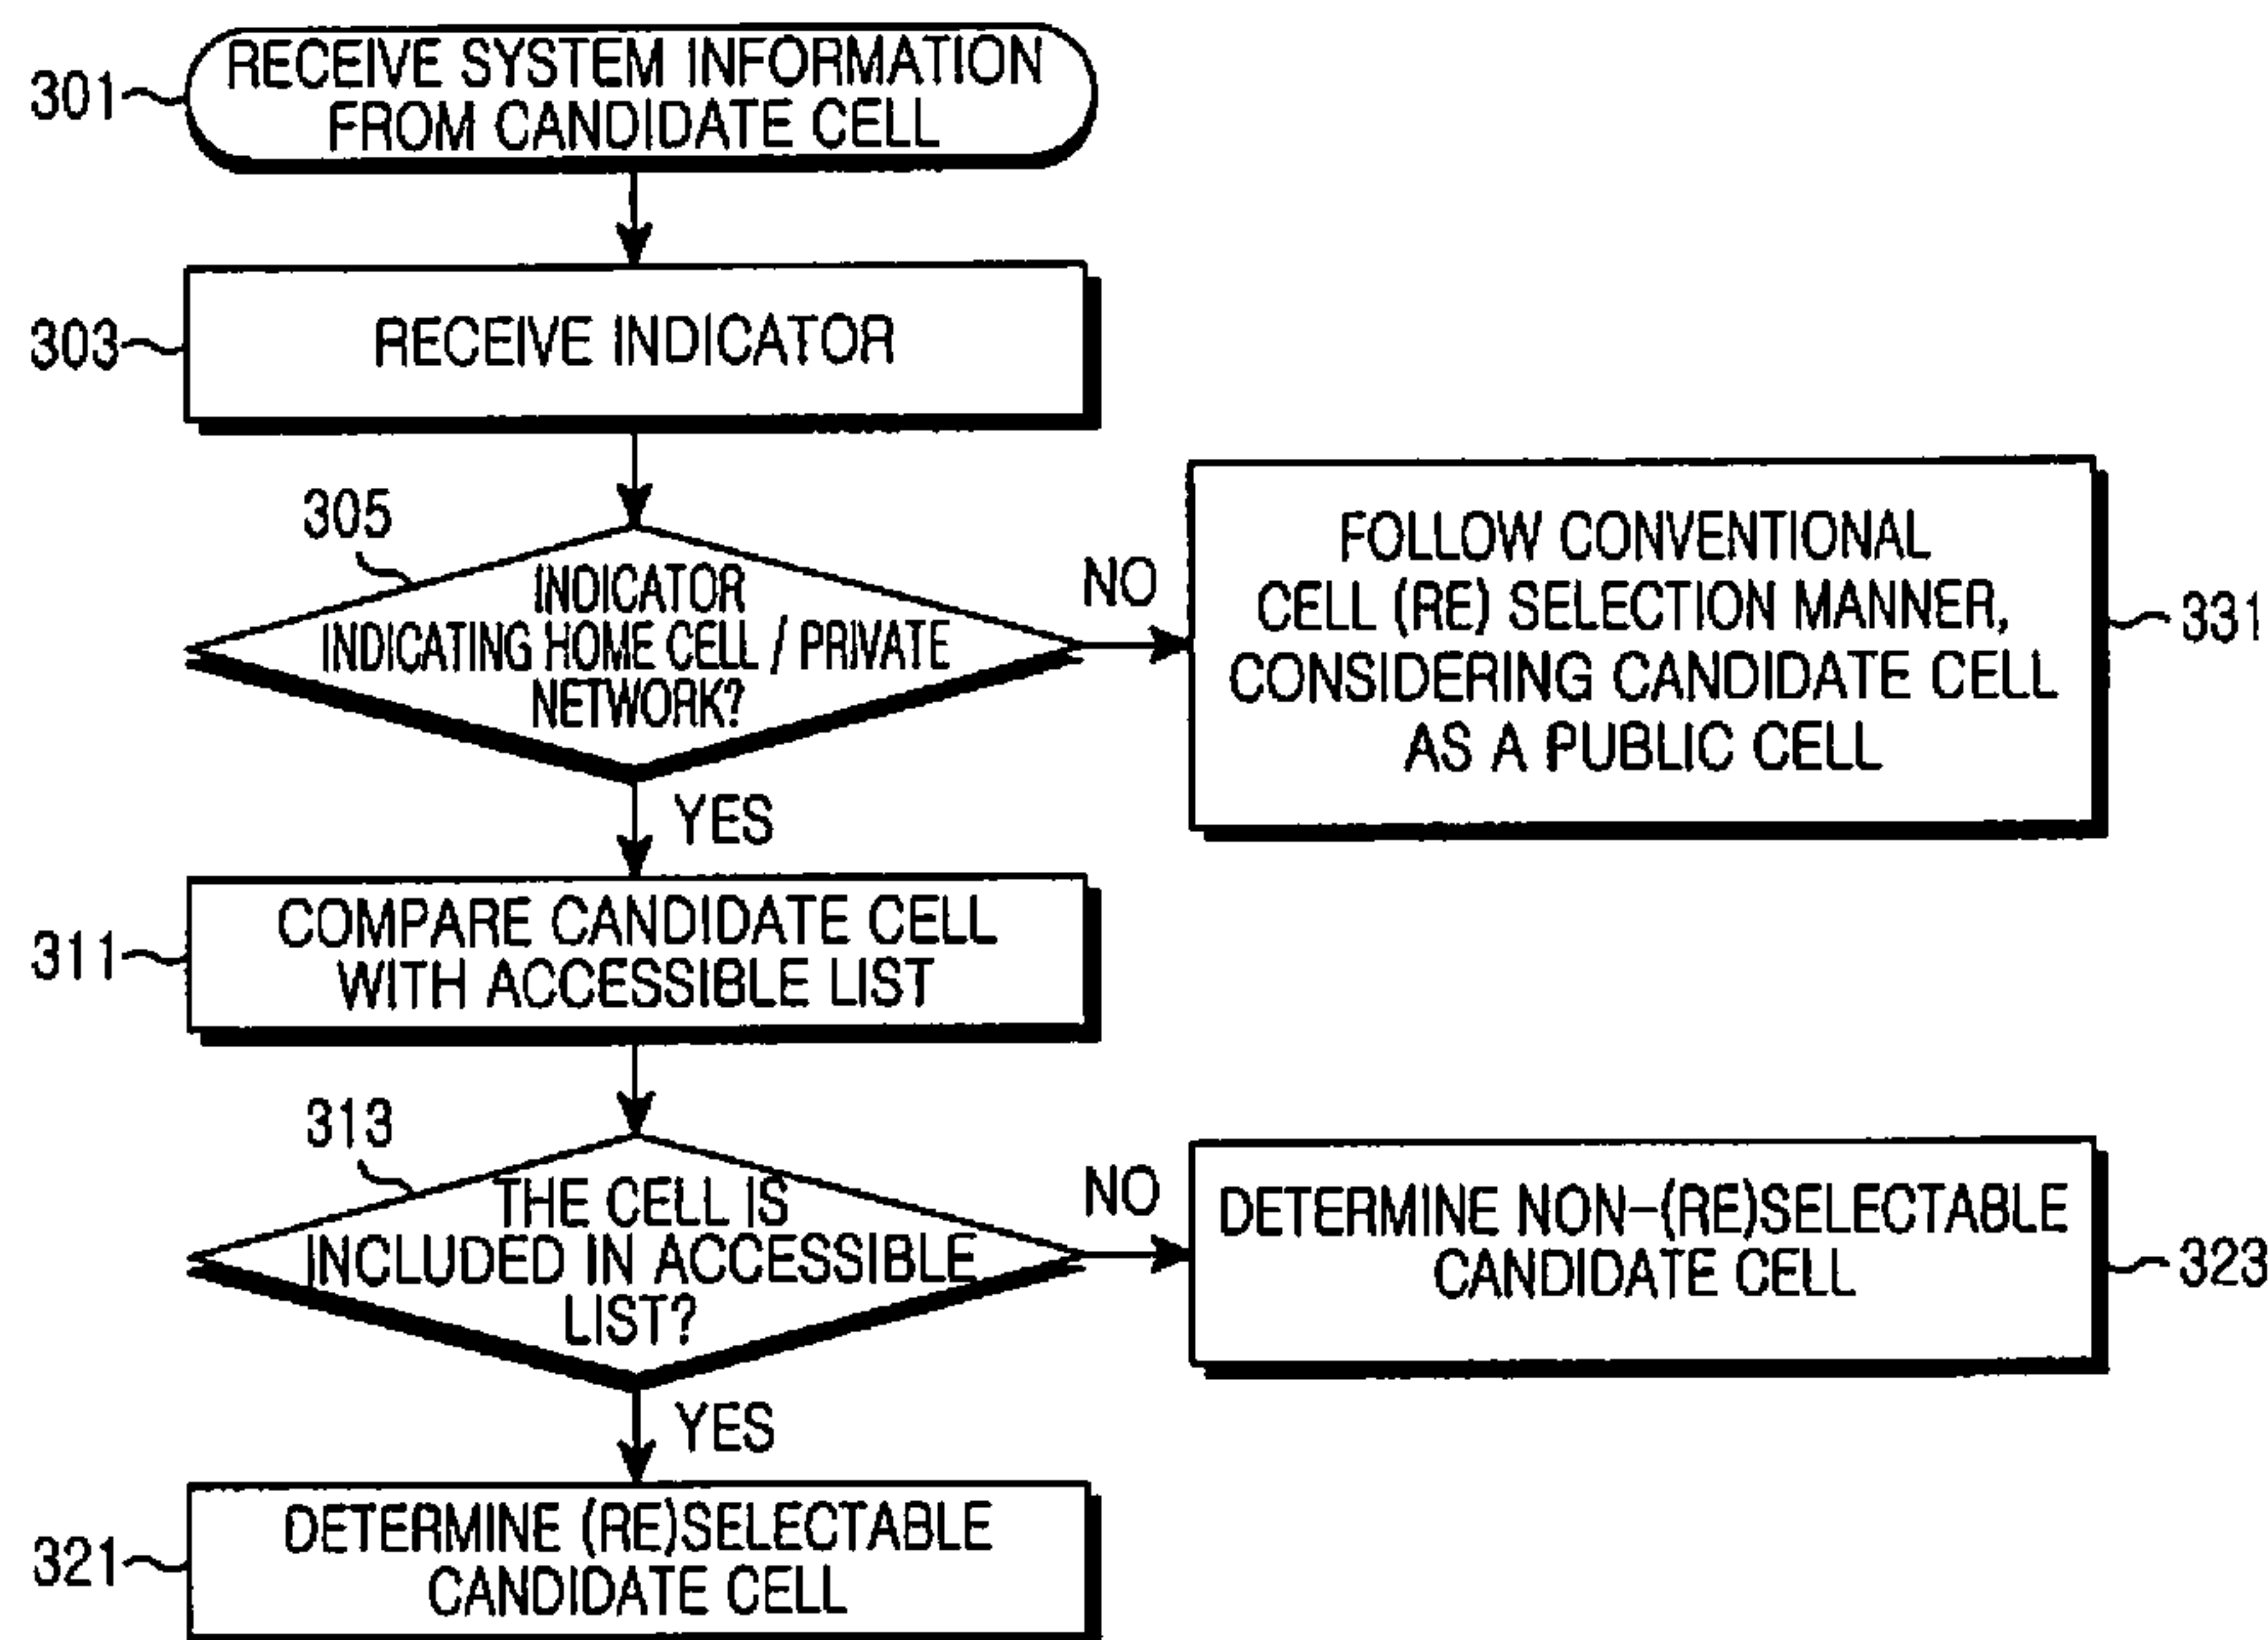 301
RECEIVE SYSTEM INFORMATION
FROM CANDIDATE CELL
303
RECEIVE INDICATOR
305
INDICATOR
INDICATING HOME CELL / PRIVATE
NETWORK?
NO
FOLLOW CONVENTIONAL
CELL (RE) SELECTION MANNER,
CONSIDERING CANDIDATE CELL
AS A PUBLIC CELL
331
YES
311
COMPARE CANDIDATE CELL
WITH ACCESSIBLE LIST
313
THE CELL IS
INCLUDED IN ACCESSIBLE
LIST?
NO
DETERMINE NON-(RE)SELECTABLE
CANDIDATE CELL
323
YES
321
DETERMINE (RE)SELECTABLE
CANDIDATE CELL